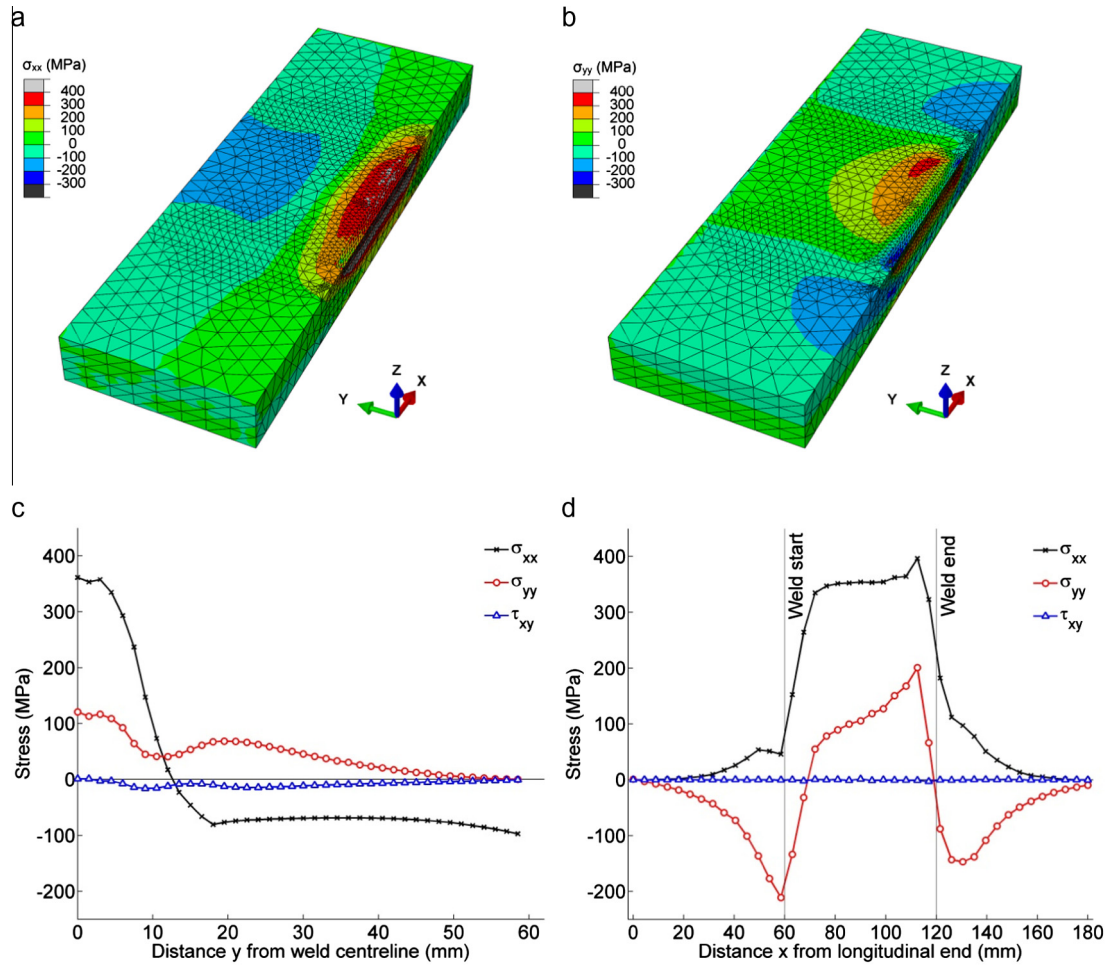 a
σxx (MPa)
400
300
200
100
0
-100
-200
-300
Z
X
Y
b
σyy (MPa)
400
300
200
100
0
-100
-200
-300
Z
X
Y
c
400
300
200
100
0
-100
-200
Stress (MPa)
σxx
σyy
τxy
0 10 20 30 40 50 60
Distance y from weld centreline (mm)
d
400
300
200
100
0
-100
-200
Stress (MPa)
Weld start
Weld end
σxx
σyy
τxy
0 20 40 60 80 100 120 140 160 180
Distance x from longitudinal end (mm)